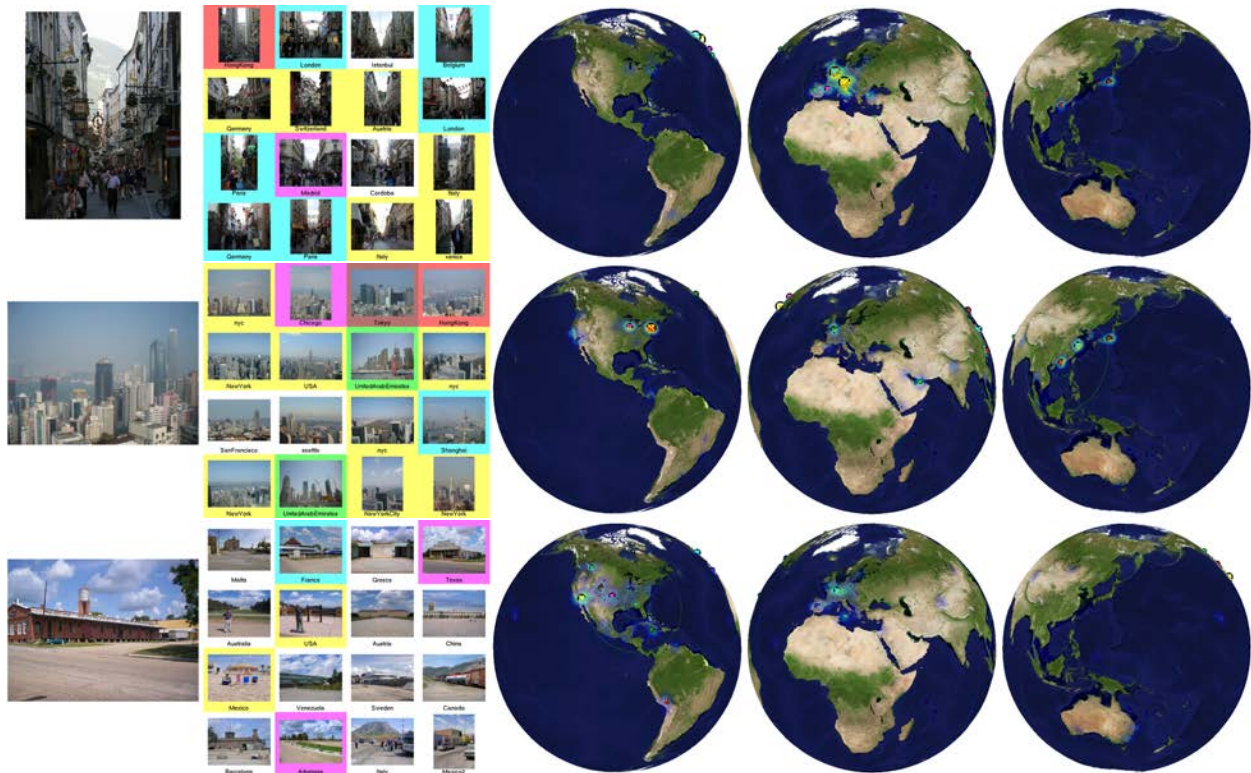 HongKong London Istanbul Belgium
Germany Switzerland Austria London
Paris Madrid Cordoba Italy
Germany Paris Italy venice
nyc Chicago Tokyo HongKong
NewYork USA UnitedArabEmirates nyc
SanFrancisco seattle nyc Shanghai
NewYork UnitedArabEmirates NewYorkCity NewYork
Malta France Greece Texas
Australia USA Austria China
Mexico Venezuela Sweden Canada
Barcelona Arkansas Italy Mexico2